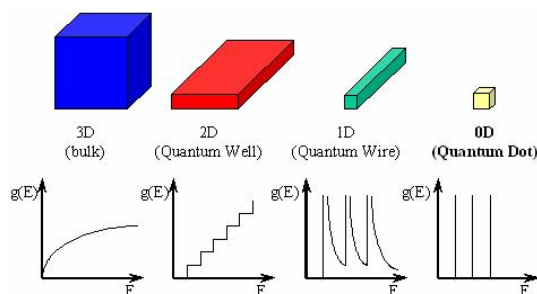 3D
(bulk)
2D
(Quantum Well)
1D
(Quantum Wire)
0D
(Quantum Dot)
g(E)
g(E)
g(E)
g(E)
E
E
E
E